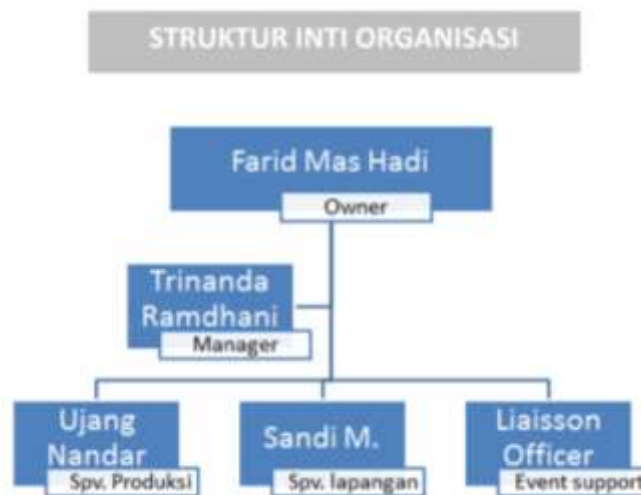 STRUKTUR INTI ORGANISASI
Farid Mas Hadi
Owner
Trinanda
Ramdhani
Manager
Ujang
Nandar
Spv. Produksi
Sandi M.
Spv. lapangan
Liaisson
Officer
Event support